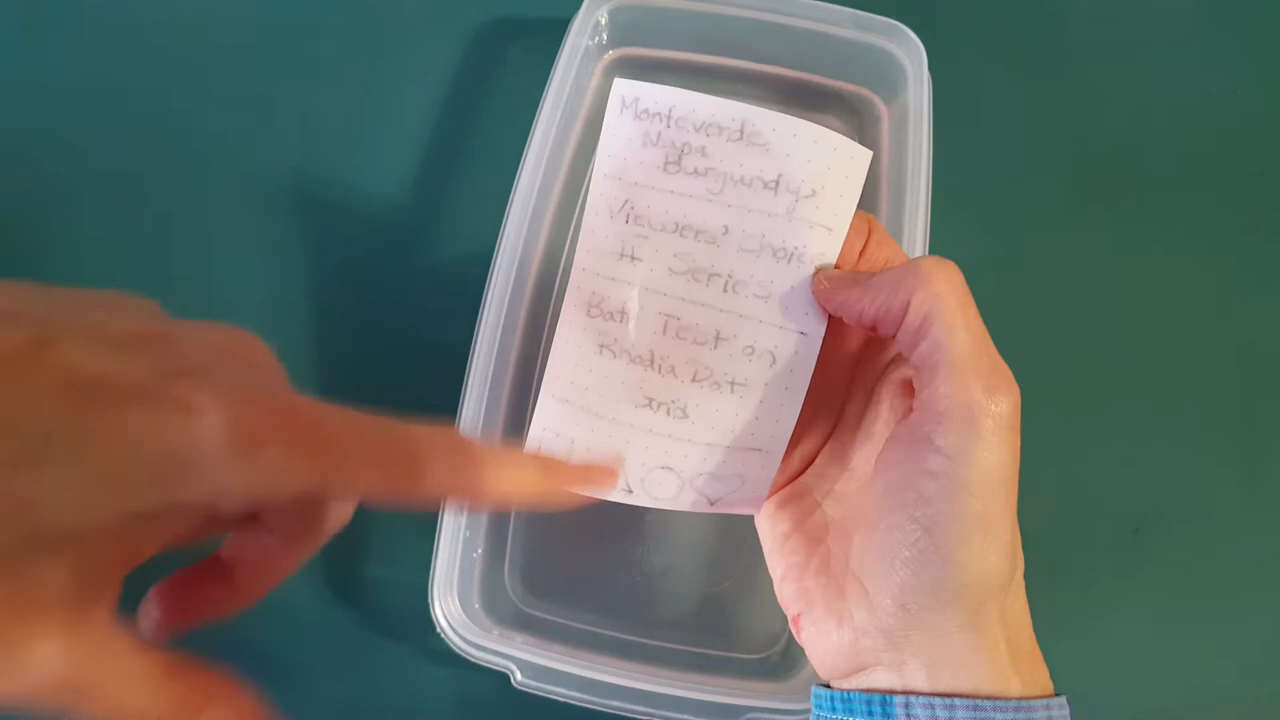 Monteverde
Napa
Burgundy
Viewers' Choice
# Series
Bath Test on
Rhodia Dot
Grid